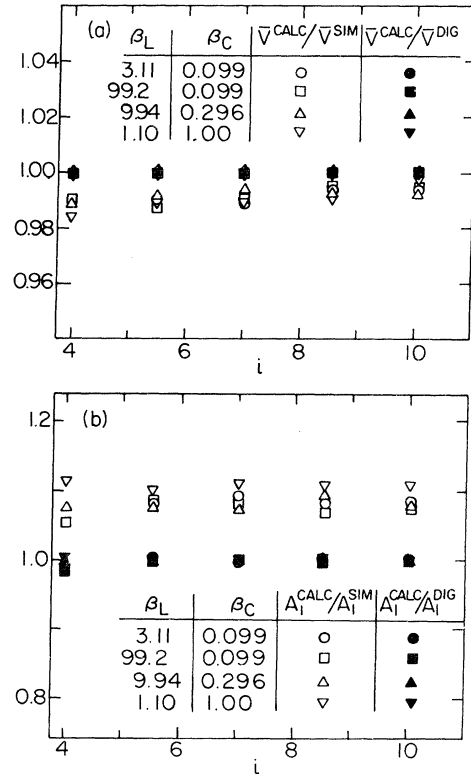 (a)
β_L β_C V̄^CALC/V̄^SIM V̄^CALC/V̄^DIG
3.11 0.099 ○ ●
99.2 0.099 □ ■
9.94 0.296 △ ▲
1.10 1.00 ▽ ▼
1.04
1.02
1.00
0.98
0.96
4 6 8 10
i
(b)
1.2
1.0
0.8
β_L β_C A_1^CALC/A_1^SIM A_1^CALC/A_1^DIG
3.11 0.099 ○ ●
99.2 0.099 □ ■
9.94 0.296 △ ▲
1.10 1.00 ▽ ▼
4 6 8 10
i